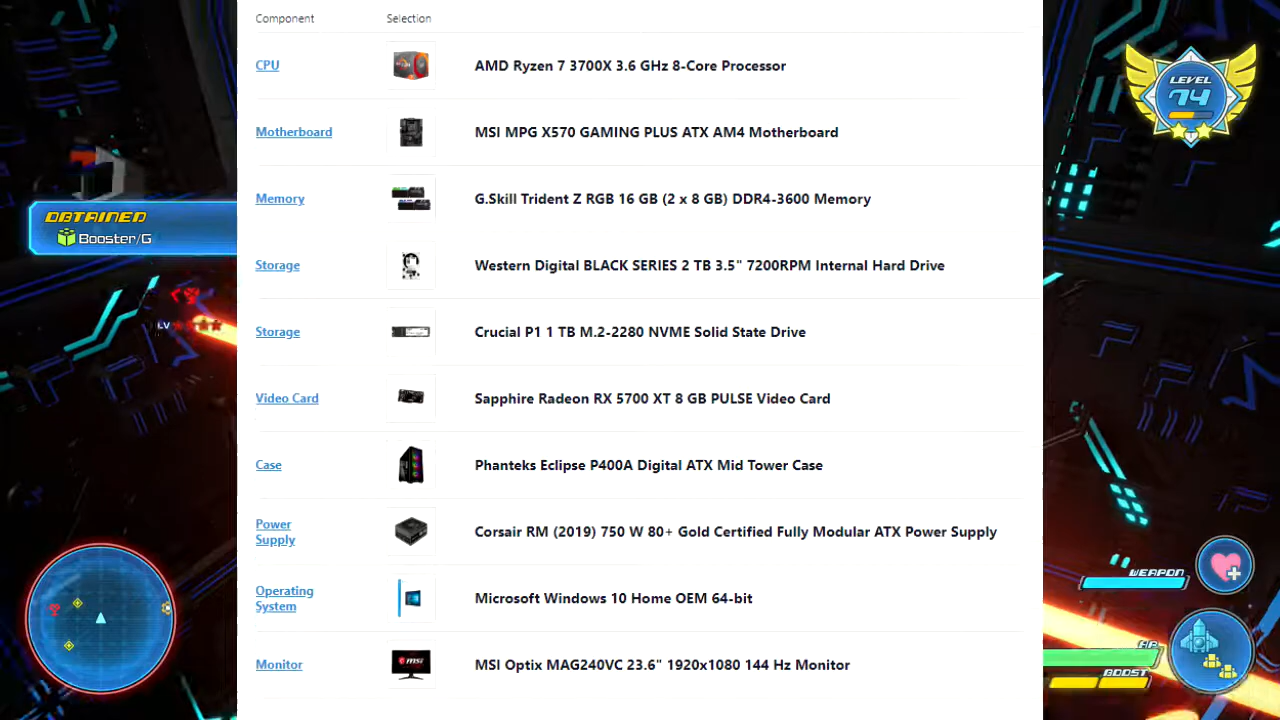 Component Selection
CPU AMD Ryzen 7 3700X 3.6 GHz 8-Core Processor
Motherboard MSI MPG X570 GAMING PLUS ATX AM4 Motherboard
Memory G.Skill Trident Z RGB 16 GB (2 x 8 GB) DDR4-3600 Memory
Storage Western Digital BLACK SERIES 2 TB 3.5" 7200RPM Internal Hard Drive
Storage Crucial P1 1 TB M.2-2280 NVME Solid State Drive
Video Card Sapphire Radeon RX 5700 XT 8 GB PULSE Video Card
Case Phanteks Eclipse P400A Digital ATX Mid Tower Case
Power
Supply Corsair RM (2019) 750 W 80+ Gold Certified Fully Modular ATX Power Supply
Operating
System Microsoft Windows 10 Home OEM 64-bit
Monitor msi MSI Optix MAG240VC 23.6" 1920x1080 144 Hz Monitor
OBTAINED
Booster/G
LV
LEVEL
74
WEAPON
HP
BOOST